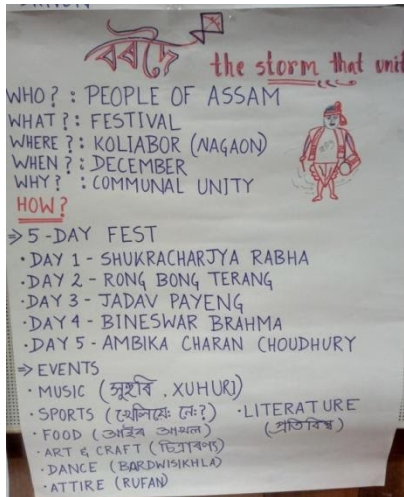 বৰদৈ the storm that unit
WHO? : PEOPLE OF ASSAM
WHAT? : FESTIVAL
WHERE? : KOLIABOR (NAGAON)
WHEN? : DECEMBER
WHY? : COMMUNAL UNITY
HOW?
⇒ 5-DAY FEST
· DAY 1 - SHUKRACHARJYA RABHA
· DAY 2 - RONG BONG TERANG
· DAY 3 - JADAV PAYENG
· DAY 4 - BINESWAR BRAHMA
· DAY 5 - AMBIKA CHARAN CHOUDHURY
⇒ EVENTS
· MUSIC (সুহুৰি, XUHURI)
· SPORTS (খেলিবা নে?) · LITERATURE
· FOOD (আইৰ আখল) (প্ৰতিবিম্ব)
· ART & CRAFT
· DANCE (BARDWISIKHLA)
· ATTIRE (RUFAN)